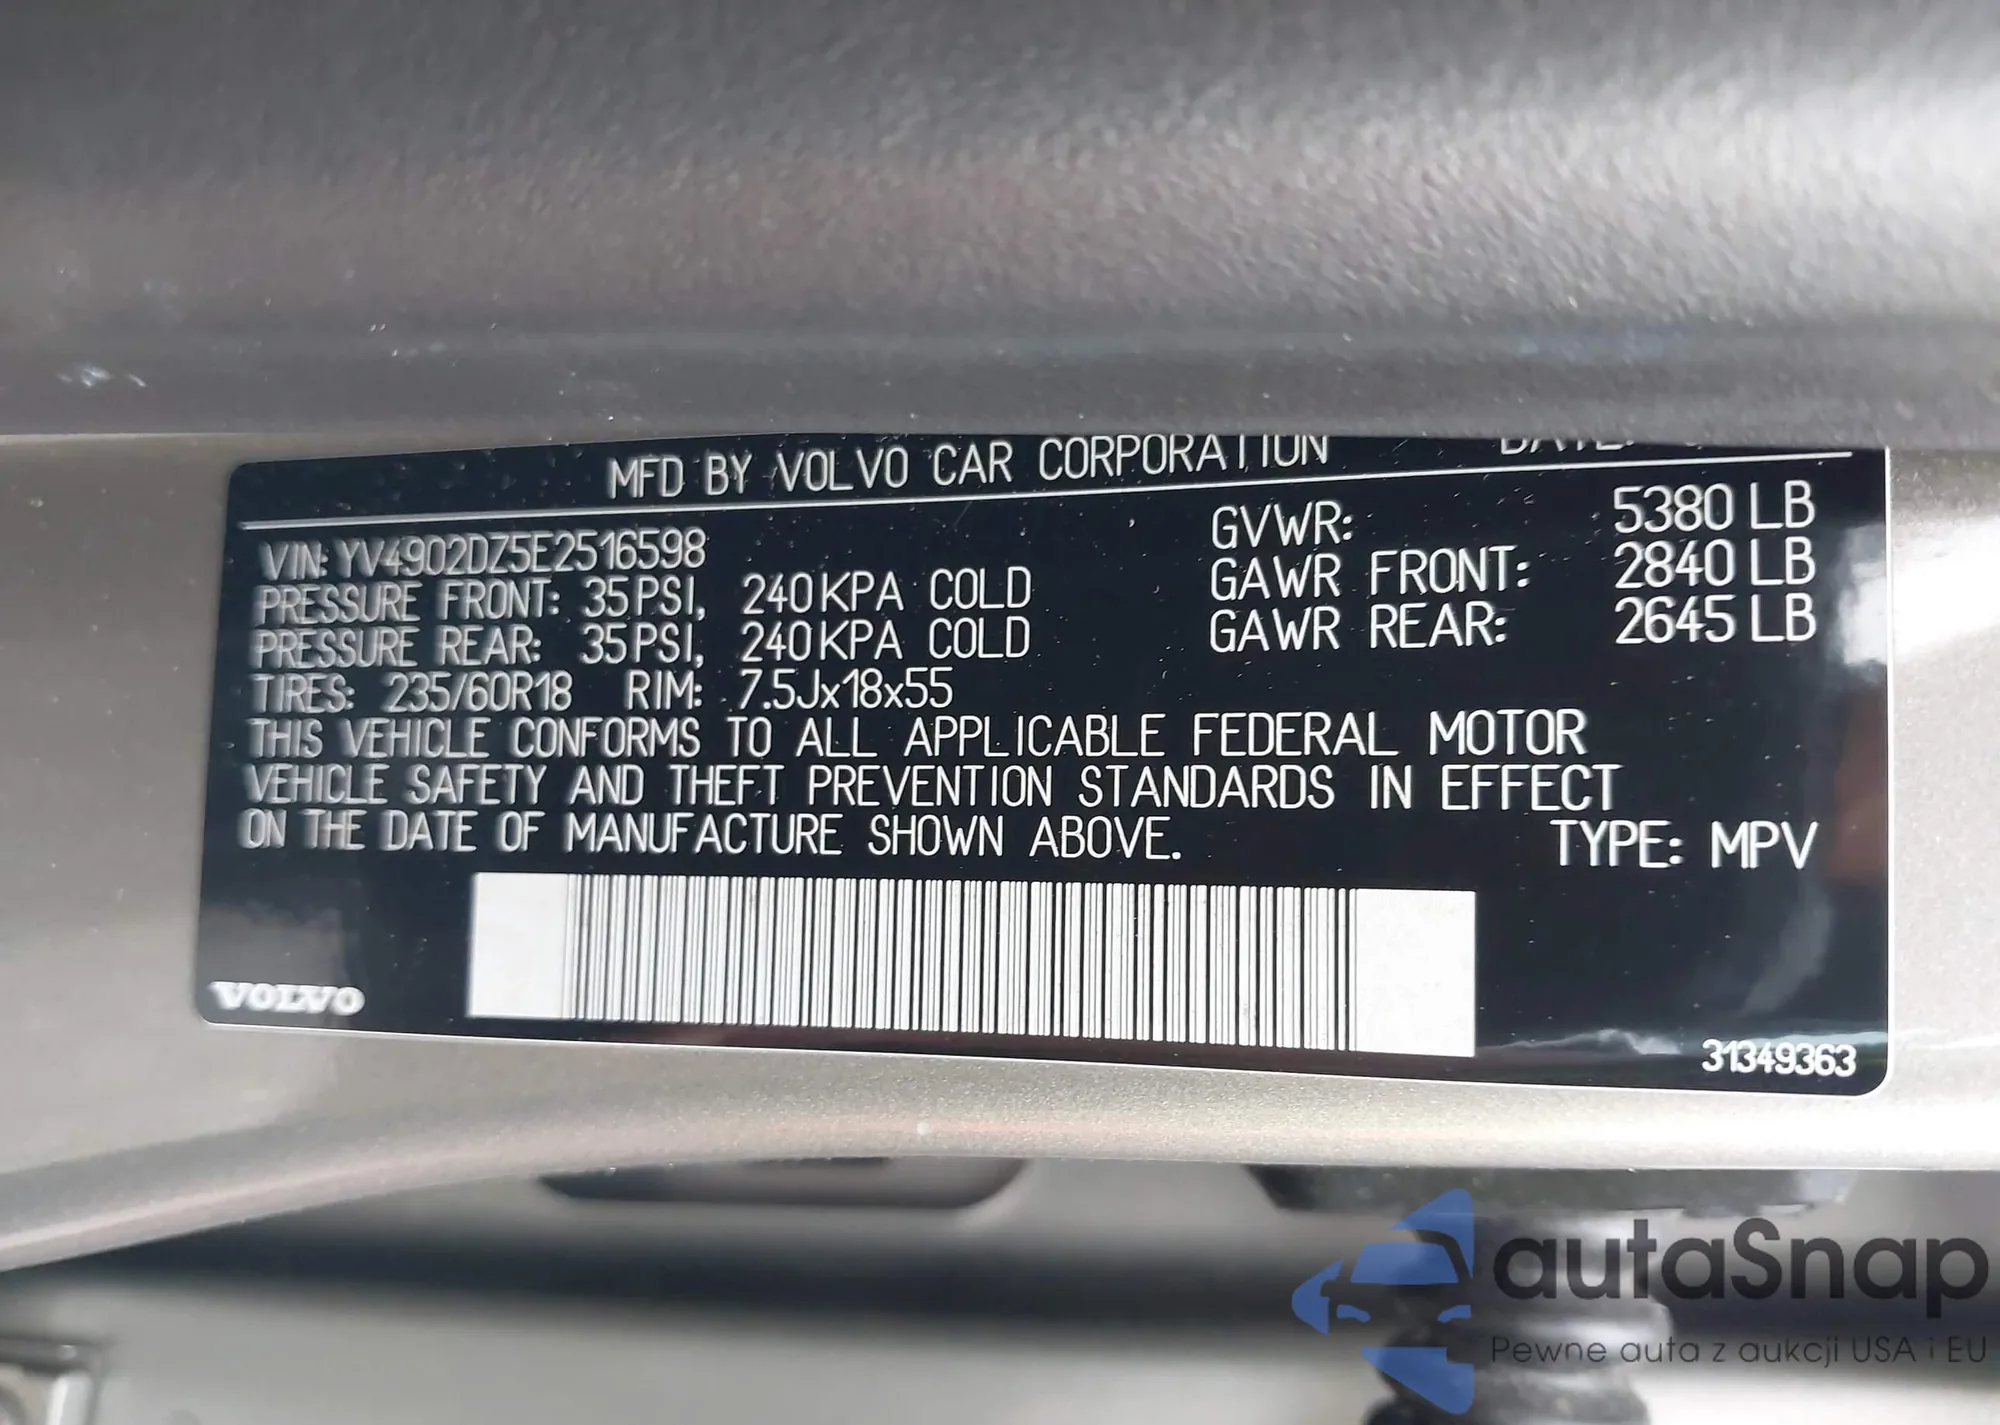 MFD BY VOLVO CAR CORPORATION DATE:
VIN: YV4902DZ5E2516598 GVWR: 5380 LB
PRESSURE FRONT: 35 PSI, 240 KPA COLD GAWR FRONT: 2840 LB
PRESSURE REAR: 35 PSI, 240 KPA COLD GAWR REAR: 2645 LB
TIRES: 235/60R18 RIM: 7.5Jx18x55
THIS VEHICLE CONFORMS TO ALL APPLICABLE FEDERAL MOTOR
VEHICLE SAFETY AND THEFT PREVENTION STANDARDS IN EFFECT
ON THE DATE OF MANUFACTURE SHOWN ABOVE. TYPE: MPV
VOLVO
31349363
autaSnap
Pewne auta z aukcji USA i EU